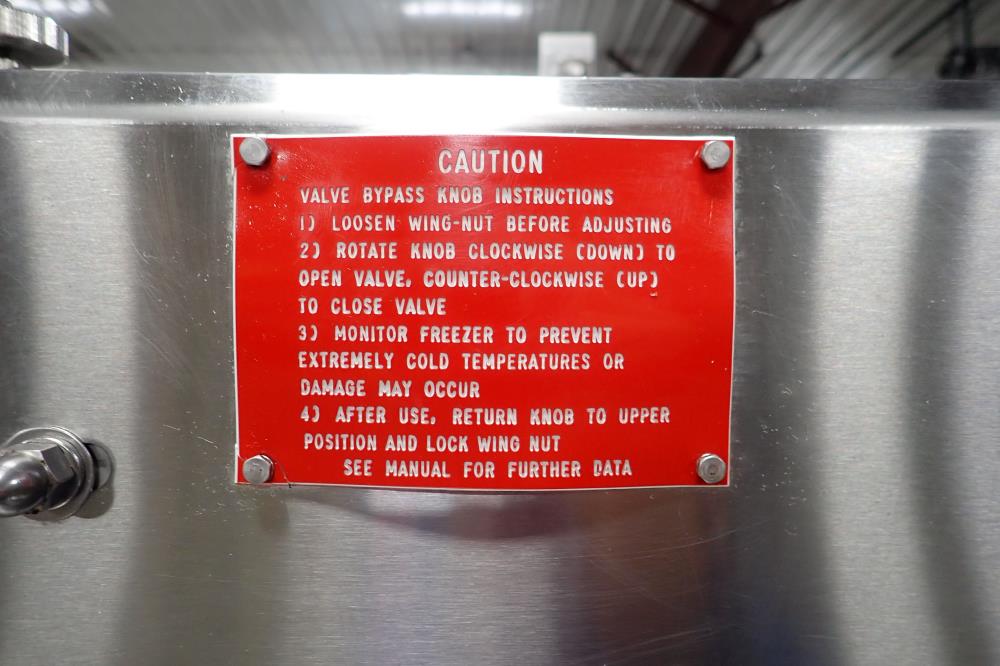 CAUTION
VALVE BYPASS KNOB INSTRUCTIONS
1) LOOSEN WING-NUT BEFORE ADJUSTING
2) ROTATE KNOB CLOCKWISE (DOWN) TO
OPEN VALVE, COUNTER-CLOCKWISE (UP)
TO CLOSE VALVE
3) MONITOR FREEZER TO PREVENT
EXTREMELY COLD TEMPERATURES OR
DAMAGE MAY OCCUR
4) AFTER USE, RETURN KNOB TO UPPER
POSITION AND LOCK WING NUT
SEE MANUAL FOR FURTHER DATA